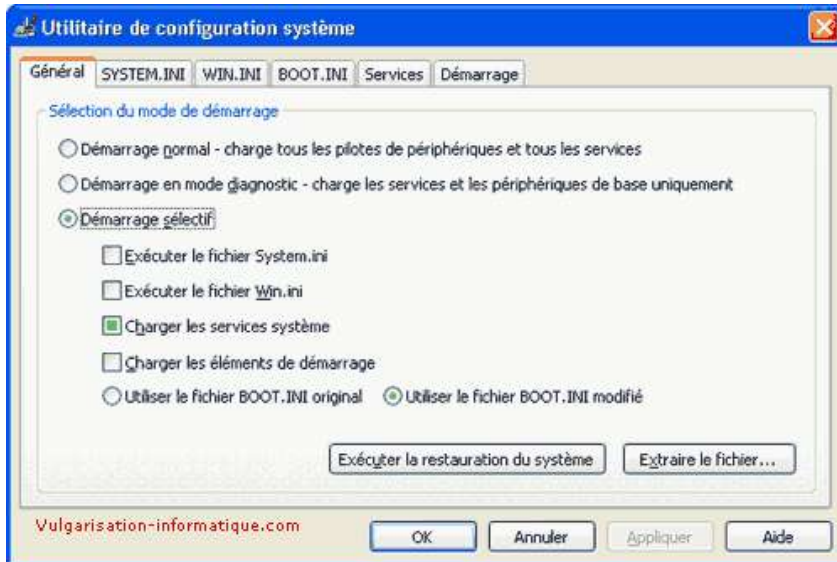 Utilitaire de configuration système
Général SYSTEM.INI WIN.INI BOOT.INI Services Démarrage
Sélection du mode de démarrage
Démarrage normal - charge tous les pilotes de périphériques et tous les services
Démarrage en mode diagnostic - charge les services et les périphériques de base uniquement
Démarrage sélectif
Exécuter le fichier System.ini
Exécuter le fichier Win.ini
Charger les services système
Charger les éléments de démarrage
Utiliser le fichier BOOT.INI original Utiliser le fichier BOOT.INI modifié
Exécuter la restauration du système Extraire le fichier...
Vulgarisation-informatique.com
OK Annuler Appliquer Aide